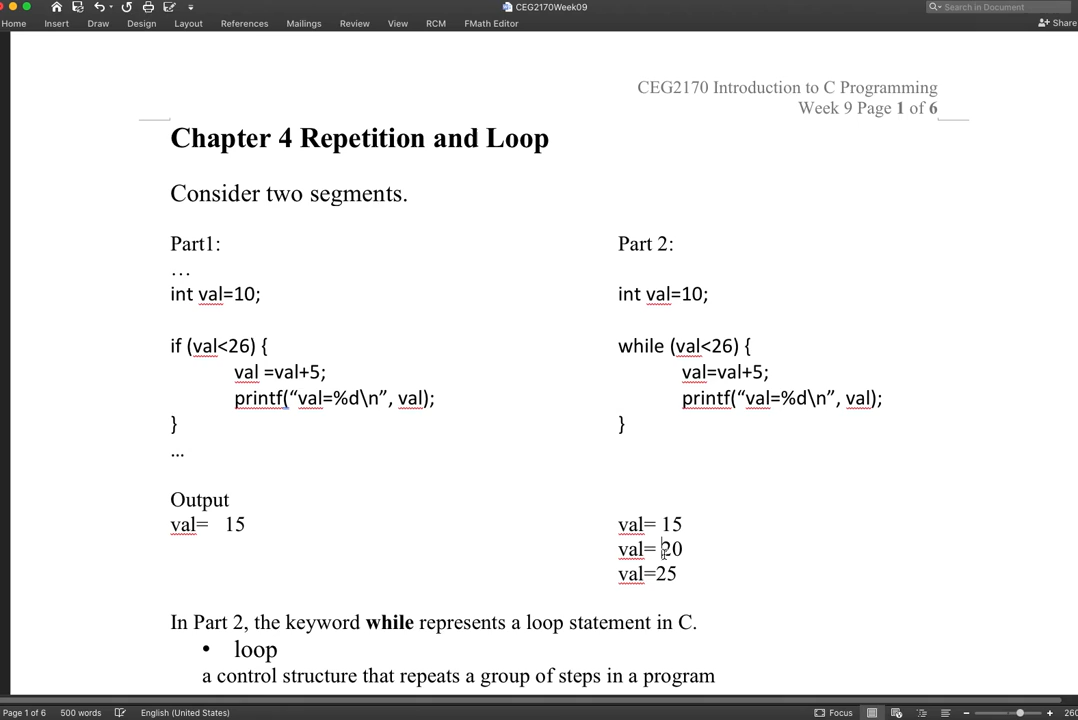 CEG2170Week09
Search in Document
Home Insert Draw Design Layout References Mailings Review View RCM FMath Editor Share
CEG2170 Introduction to C Programming
Week 9 Page 1 of 6
Chapter 4 Repetition and Loop
Consider two segments.
Part1:
…
int val=10;
if (val<26) {
val =val+5;
printf(“val=%d\n”, val);
}
...
Output
val= 15
Part 2:
int val=10;
while (val<26) {
val=val+5;
printf(“val=%d\n”, val);
}
val= 15
val= 20
val=25
In Part 2, the keyword while represents a loop statement in C.
• loop
a control structure that repeats a group of steps in a program
Page 1 of 6 500 words English (United States) Focus 260